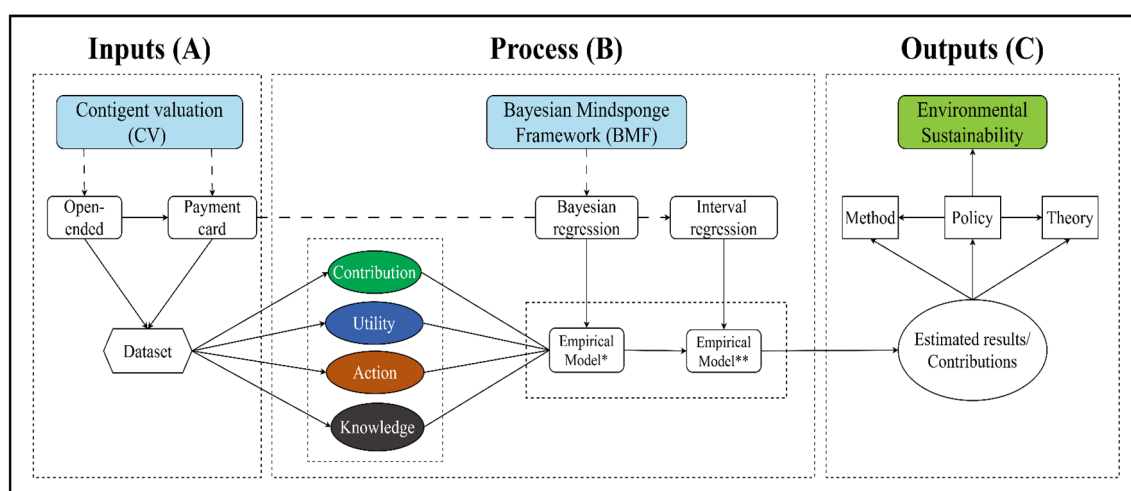 Inputs (A)
Process (B)
Outputs (C)
Contigent valuation
(CV)
Bayesian Mindsponge
Framework (BMF)
Environmental
Sustainability
Open-
ended
Payment
card
Bayesian
regression
Interval
regression
Method
Policy
Theory
Contribution
Utility
Action
Knowledge
Dataset
Empirical
Model*
Empirical
Model**
Estimated results/
Contributions